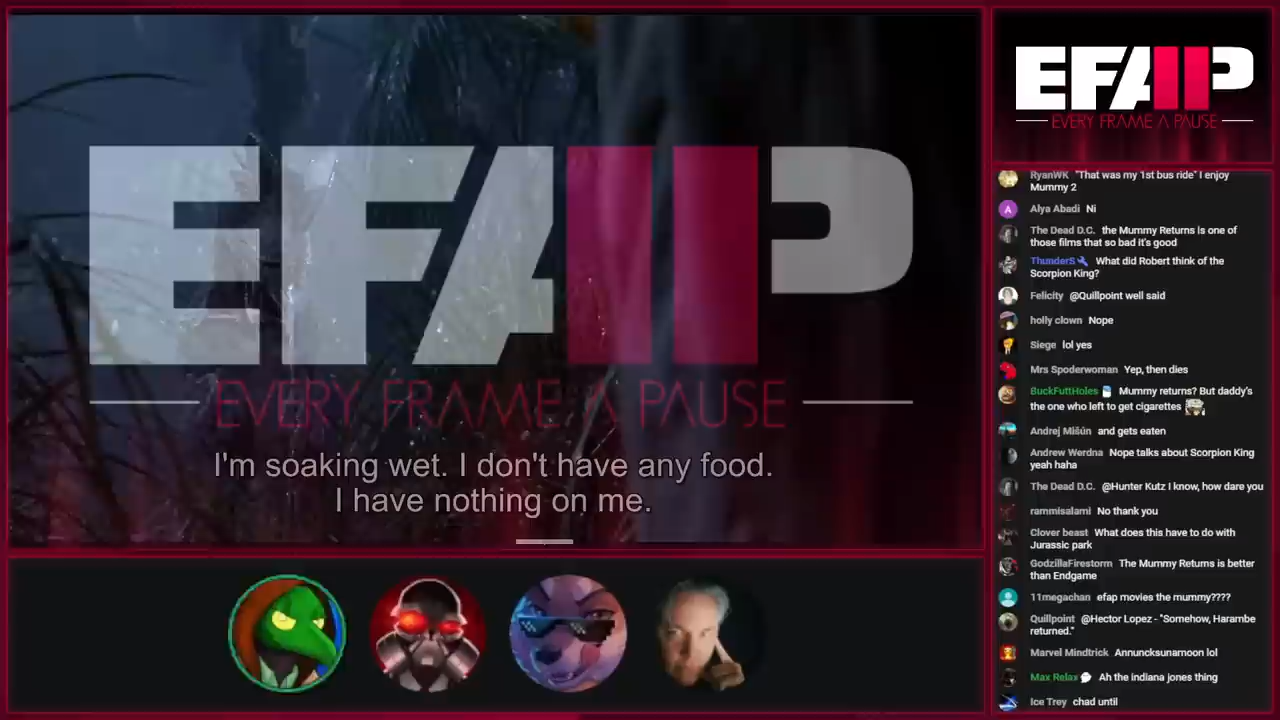 EFAP
EVERY FRAME A PAUSE
I'm soaking wet. I don't have any food.
I have nothing on me.
EFAP
EVERY FRAME A PAUSE
RyanWK "That was my 1st bus ride" I enjoy
Mummy 2
A
Alya Abadi Ni
The Dead D.C. the Mummy Returns is one of
those films that so bad it's good
ThunderS What did Robert think of the
Scorpion King?
Felicity @Quillpoint well said
holly clown Nope
Siege lol yes
Mrs Spoderwoman Yep, then dies
BuckFuttHoles Mummy returns? But daddy's
the one who left to get cigarettes
Andrej Mišún and gets eaten
Andrew Werdna Nope talks about Scorpion King
yeah haha
The Dead D.C. @Hunter Kutz I know, how dare you
rammisalami No thank you
Clover beast What does this have to do with
Jurassic park
GodzillaFirestorm The Mummy Returns is better
than Endgame
11megachan efap movies the mummy????
Quillpoint @Hector Lopez - "Somehow, Harambe
returned."
Marvel Mindtrick Annuncksunamoon lol
Max Relax Ah the indiana jones thing
Ice Trey chad until